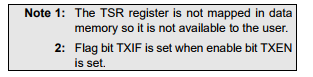 Note 1: The TSR register is not mapped in data
memory so it is not available to the user.
2: Flag bit TXIF is set when enable bit TXEN
is set.